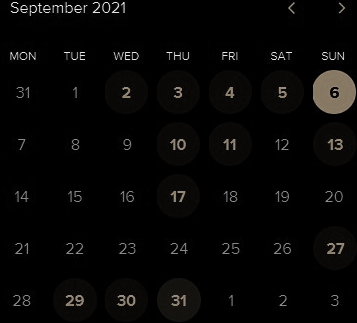 September 2021 < >
MON TUE WED THU FRI SAT SUN
31 1 2 3 4 5 6
7 8 9 10 11 12 13
14 15 16 17 18 19 20
21 22 23 24 25 26 27
28 29 30 31 1 2 3